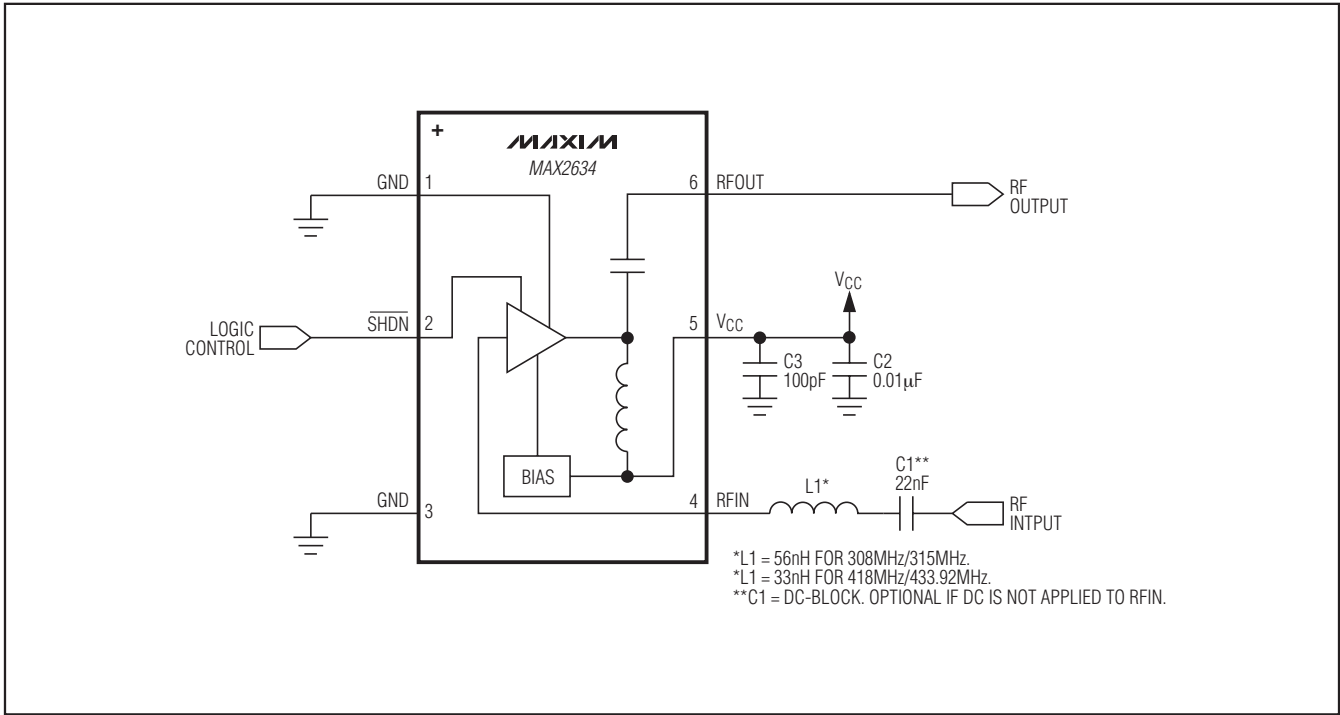 +
MAXIM
MAX2634
GND 1
6 RFOUT
RF
OUTPUT
LOGIC
CONTROL
SHDN 2
5 VCC
VCC
C3
100pF
C2
0.01µF
BIAS
GND 3
4 RFIN
L1*
C1**
22nF
RF
INTPUT
*L1 = 56nH FOR 308MHz/315MHz.
*L1 = 33nH FOR 418MHz/433.92MHz.
**C1 = DC-BLOCK. OPTIONAL IF DC IS NOT APPLIED TO RFIN.